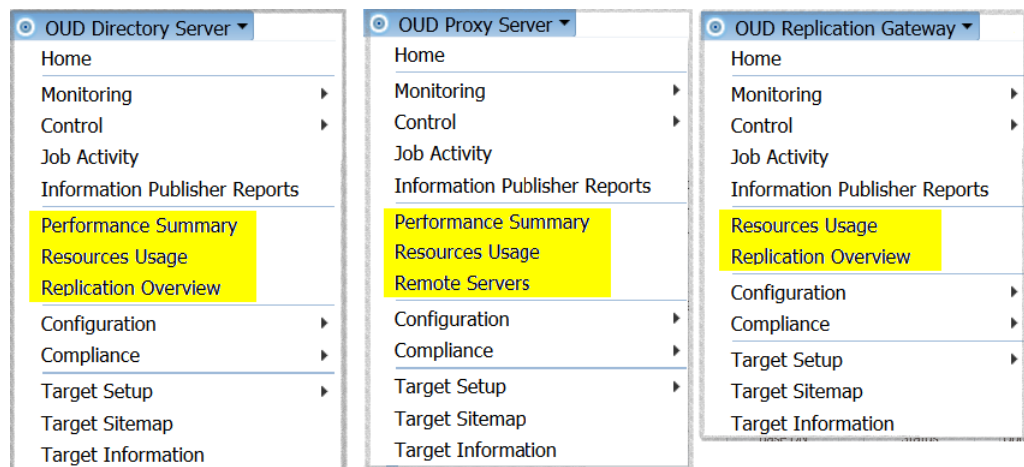 OUD Directory Server
Home
Monitoring
Control
Job Activity
Information Publisher Reports
Performance Summary
Resources Usage
Replication Overview
Configuration
Compliance
Target Setup
Target Sitemap
Target Information
OUD Proxy Server
Home
Monitoring
Control
Job Activity
Information Publisher Reports
Performance Summary
Resources Usage
Remote Servers
Configuration
Compliance
Target Setup
Target Sitemap
Target Information
OUD Replication Gateway
Home
Monitoring
Control
Job Activity
Information Publisher Reports
Resources Usage
Replication Overview
Configuration
Compliance
Target Setup
Target Sitemap
Target Information